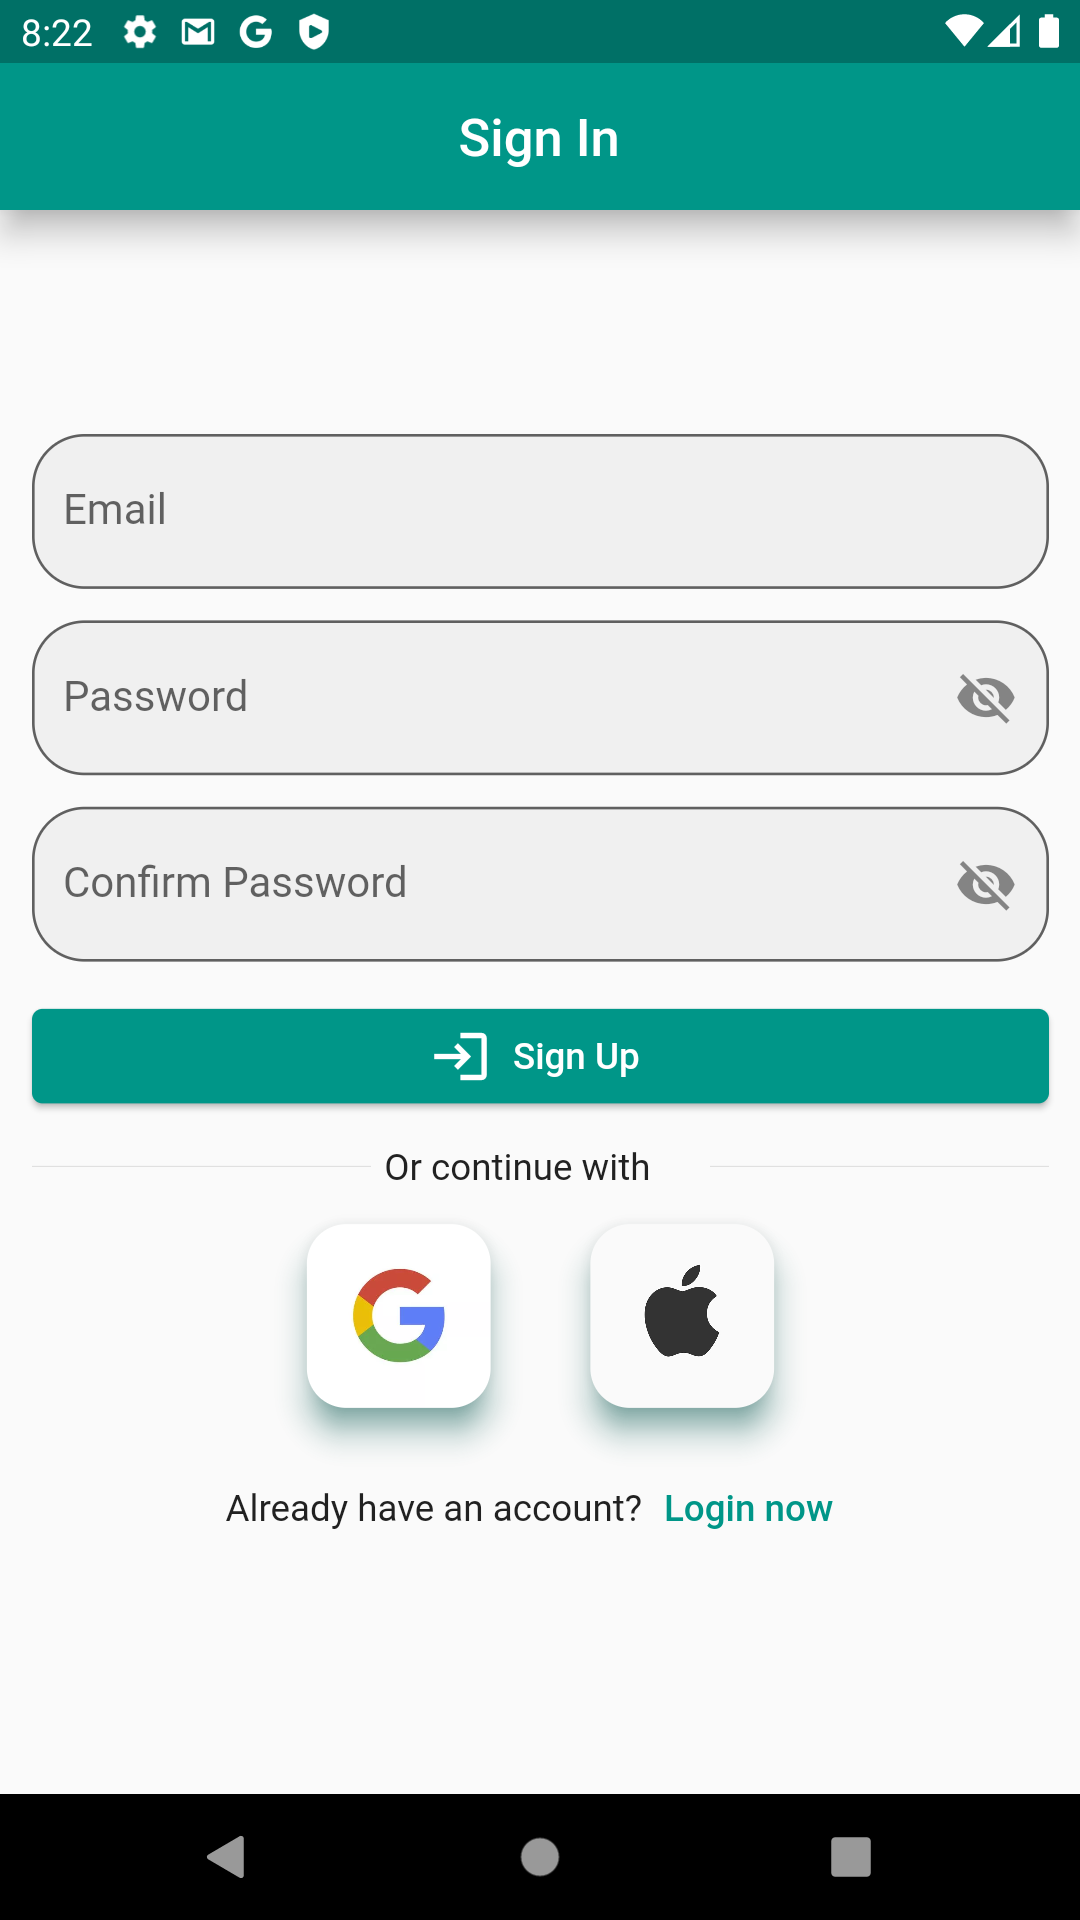 8:22
Sign In
Email
Password
Confirm Password
Sign Up
Or continue with
Already have an account? Login now